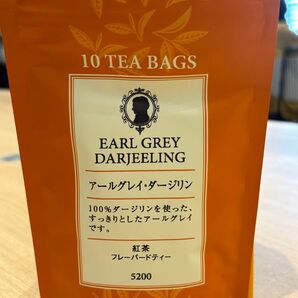 10 TEA BAGS
EARL GREY
DARJEELING
アールグレイ・ダージリン
100%ダージリンを使った、
すっきりとしたアールグレイ
です。
紅茶
フレーバードティー
5200